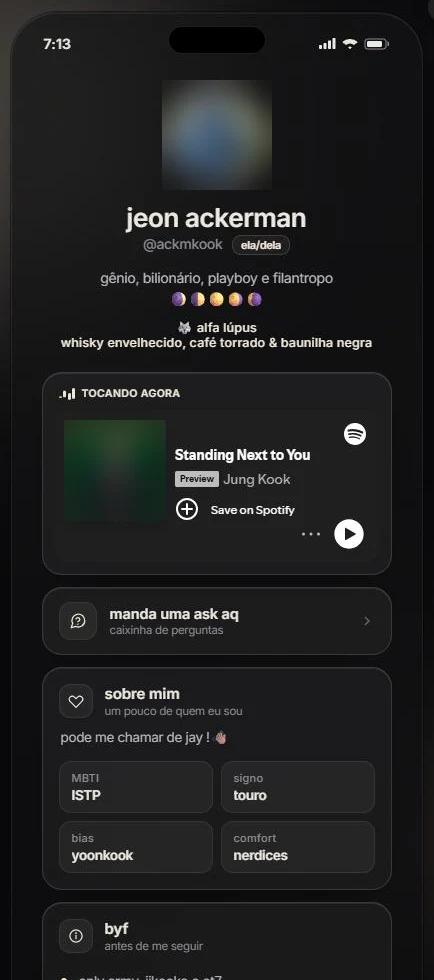 7:13
jeon ackerman
@ackmkook ela/dela
gênio, bilionário, playboy e filantropo
🌖🌗🌕🌔🌒
🐺 alfa lúpus
whisky envelhecido, café torrado & baunilha negra
TOCANDO AGORA
Standing Next to You
Preview Jung Kook
Save on Spotify
manda uma ask aq
caixinha de perguntas
sobre mim
um pouco de quem eu sou
pode me chamar de jay !
MBTI
ISTP
signo
touro
bias
yoonkook
comfort
nerdices
byf
antes de me seguir